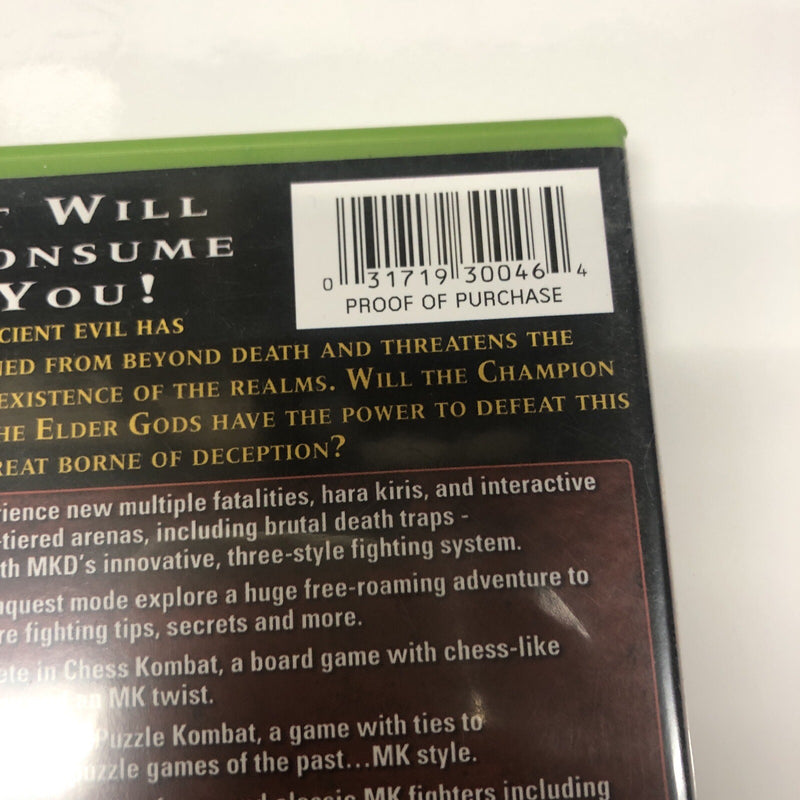 WILL
ONSUME
YOU!
0 31719 30046 4
PROOF OF PURCHASE
CIENT EVIL HAS
NED FROM BEYOND DEATH AND THREATENS THE
EXISTENCE OF THE REALMS. WILL THE CHAMPION
HE ELDER GODS HAVE THE POWER TO DEFEAT THIS
REAT BORNE OF DECEPTION?
rience new multiple fatalities, hara kiris, and interactive
-tiered arenas, including brutal death traps -
th MKD's innovative, three-style fighting system.
nquest mode explore a huge free-roaming adventure to
re fighting tips, secrets and more.
ete in Chess Kombat, a board game with chess-like
an MK twist.
Puzzle Kombat, a game with ties to
uzzle games of the past...MK style.
classic MK fighters including